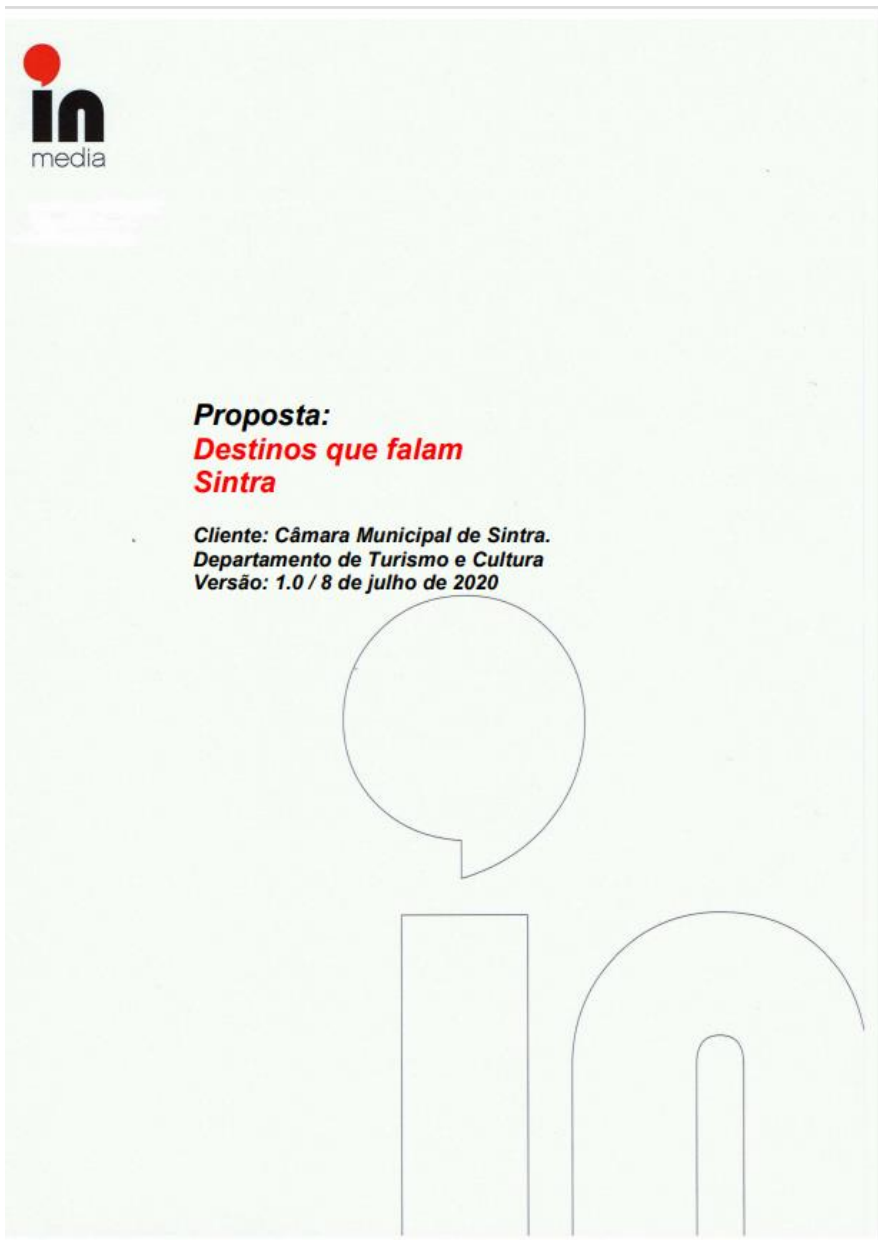 in
media
Proposta:
Destinos que falam
Sintra
Cliente: Câmara Municipal de Sintra.
Departamento de Turismo e Cultura
Versão: 1.0 / 8 de julho de 2020
in